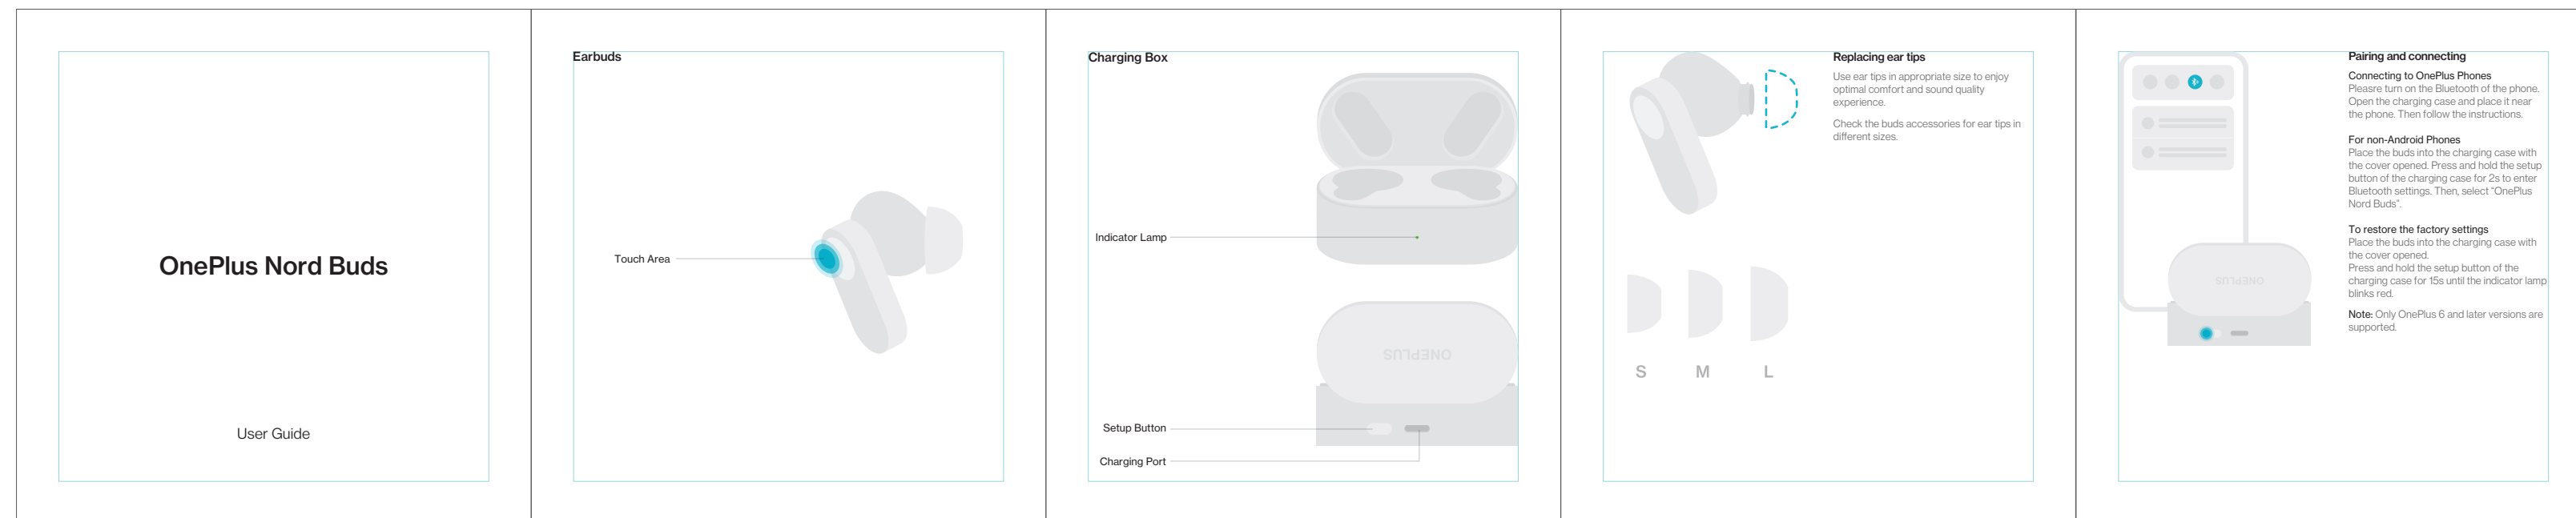 OnePlus Nord Buds
User Guide
Earbuds
Touch Area
Charging Box
Indicator Lamp
ONEPLUS
Setup Button
Charging Port
S M L
Replacing ear tips
Use ear tips in appropriate size to enjoy
optimal comfort and sound quality
experience.
Check the buds accessories for ear tips in
different sizes.
Pairing and connecting
Connecting to OnePlus Phones
Pleasre turn on the Bluetooth of the phone.
Open the charging case and place it near
the phone. Then follow the instructions.
For non-Android Phones
Place the buds into the charging case with
the cover opened. Press and hold the setup
button of the charging case for 2s to enter
Bluetooth settings. Then, select “OnePlus
Nord Buds”.
To restore the factory settings
Place the buds into the charging case with
the cover opened.
Press and hold the setup button of the
charging case for 15s until the indicator lamp
blinks red.
Note: Only OnePlus 6 and later versions are
supported.
ONEPLUS